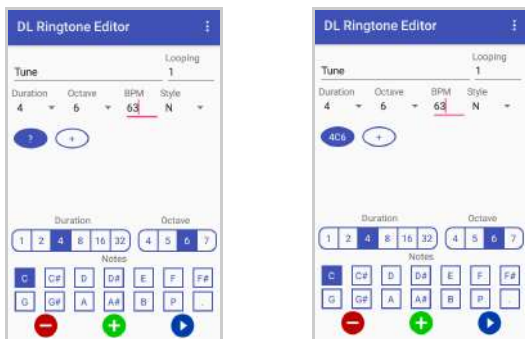 DL Ringtone Editor
Looping
Tune 1
Duration Octave BPM Style
4 6 63 N
? +
Duration Octave
1 2 4 8 16 32 4 5 6 7
Notes
C C# D D# E F F#
G G# A A# B P .
DL Ringtone Editor
Looping
Tune 1
Duration Octave BPM Style
4 6 63 N
4C6 +
Duration Octave
1 2 4 8 16 32 4 5 6 7
Notes
C C# D D# E F F#
G G# A A# B P .